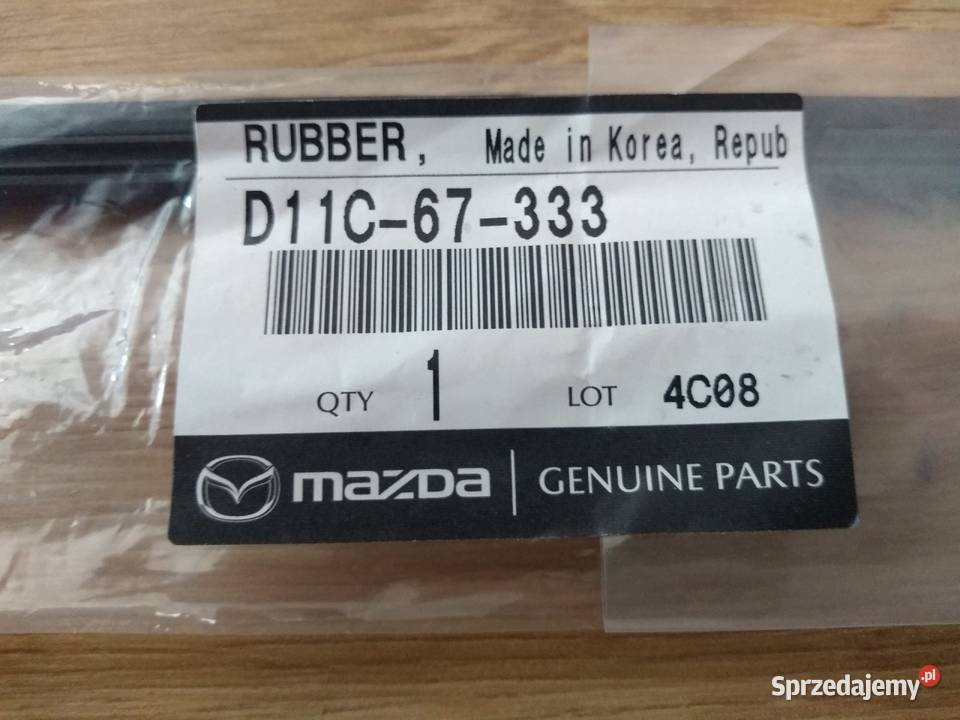 RUBBER, Made in Korea, Repub
D11C-67-333
QTY 1 LOT 4C08
mazda GENUINE PARTS
Sprzedajemy.pl